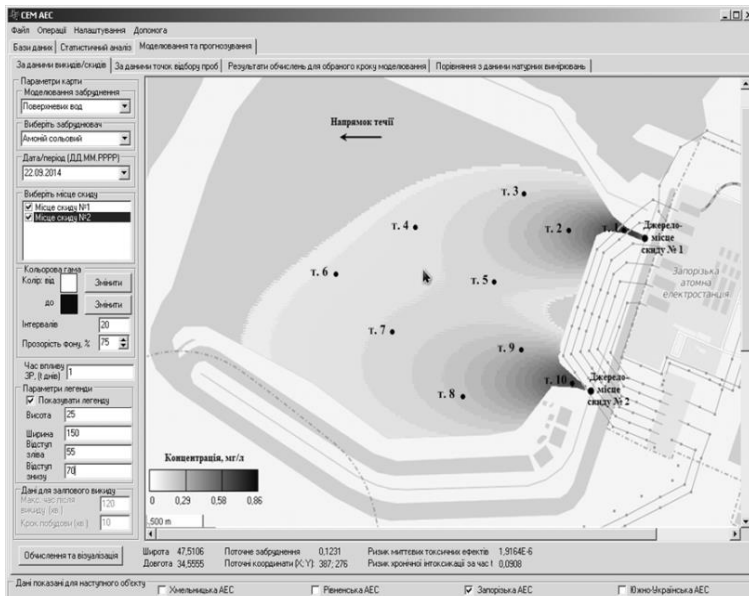 СЕМ АЕС
Файл Операції Налаштування Допомога
Бази даних Статистичний аналіз Моделювання та прогнозування
За даними викидів/скидів За даними точок відбору проб Результати обчислень для обраного кроку моделювання Порівняння з даними натурних вимірювань
Параметри карти
Моделювання забруднення
Поверхневих вод
Виберіть забруднювач
Амоній сольовий
Дата/період (ДД.ММ.РРРР)
22.09.2014
Виберіть місце скиду
Місце скиду №1
Місце скиду №2
Кольорова гама
Колір: від Змінити
до Змінити
Інтервалів 20
Прозорість фону, % 75
Час впливу
ЗР, (t днів) 1
Параметри легенди
Показувати легенду
Висота 25
Ширина 150
Відступ
зліва 55
Відступ
знизу 70
Дані для залпового викиду
Макс. час після
викиду (хв.) 120
Крок побудови (хв.) 10
Обчислення та візуалізація
Напрямок течії
т. 3
т. 4
т. 2
т. 1
Джерело-
місце
скиду № 1
т. 6
т. 5
Запорізька
атомна
електростанція
т. 7
т. 9
т. 10
т. 8
Джерело-
місце
скиду № 2
Концентрація, мг/л
0 0,29 0,58 0,86
500 m
Широта 47,5106 Поточне забруднення 0,1231 Ризик миттєвих токсичних ефектів 1,9164E-6
Довгота 34,5555 Поточні координати (X; Y): 387; 276 Ризик хронічної інтоксикації за час t 0,0908
Дані показані для наступного об'єкту
Хмельницька АЕС Рівненська АЕС Запорізька АЕС Южно-Українська АЕС